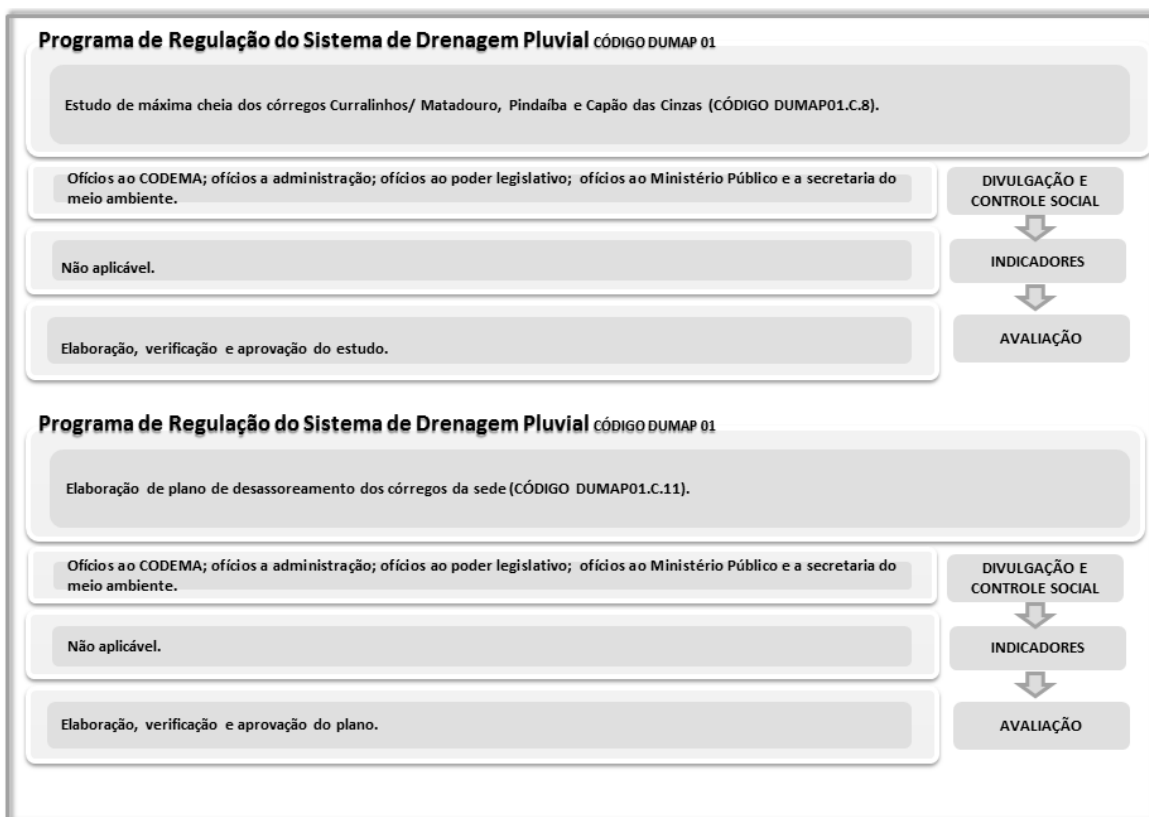 Programa de Regulação do Sistema de Drenagem Pluvial CÓDIGO DUMAP 01
Estudo de máxima cheia dos córregos Curralinhos/ Matadouro, Pindaíba e Capão das Cinzas (CÓDIGO DUMAP01.C.8).
Ofícios ao CODEMA; ofícios a administração; ofícios ao poder legislativo; ofícios ao Ministério Público e a secretaria do
meio ambiente.
DIVULGAÇÃO E
CONTROLE SOCIAL
Não aplicável.
INDICADORES
Elaboração, verificação e aprovação do estudo.
AVALIAÇÃO
Programa de Regulação do Sistema de Drenagem Pluvial CÓDIGO DUMAP 01
Elaboração de plano de desassoreamento dos córregos da sede (CÓDIGO DUMAP01.C.11).
Ofícios ao CODEMA; ofícios a administração; ofícios ao poder legislativo; ofícios ao Ministério Público e a secretaria do
meio ambiente.
DIVULGAÇÃO E
CONTROLE SOCIAL
Não aplicável.
INDICADORES
Elaboração, verificação e aprovação do plano.
AVALIAÇÃO